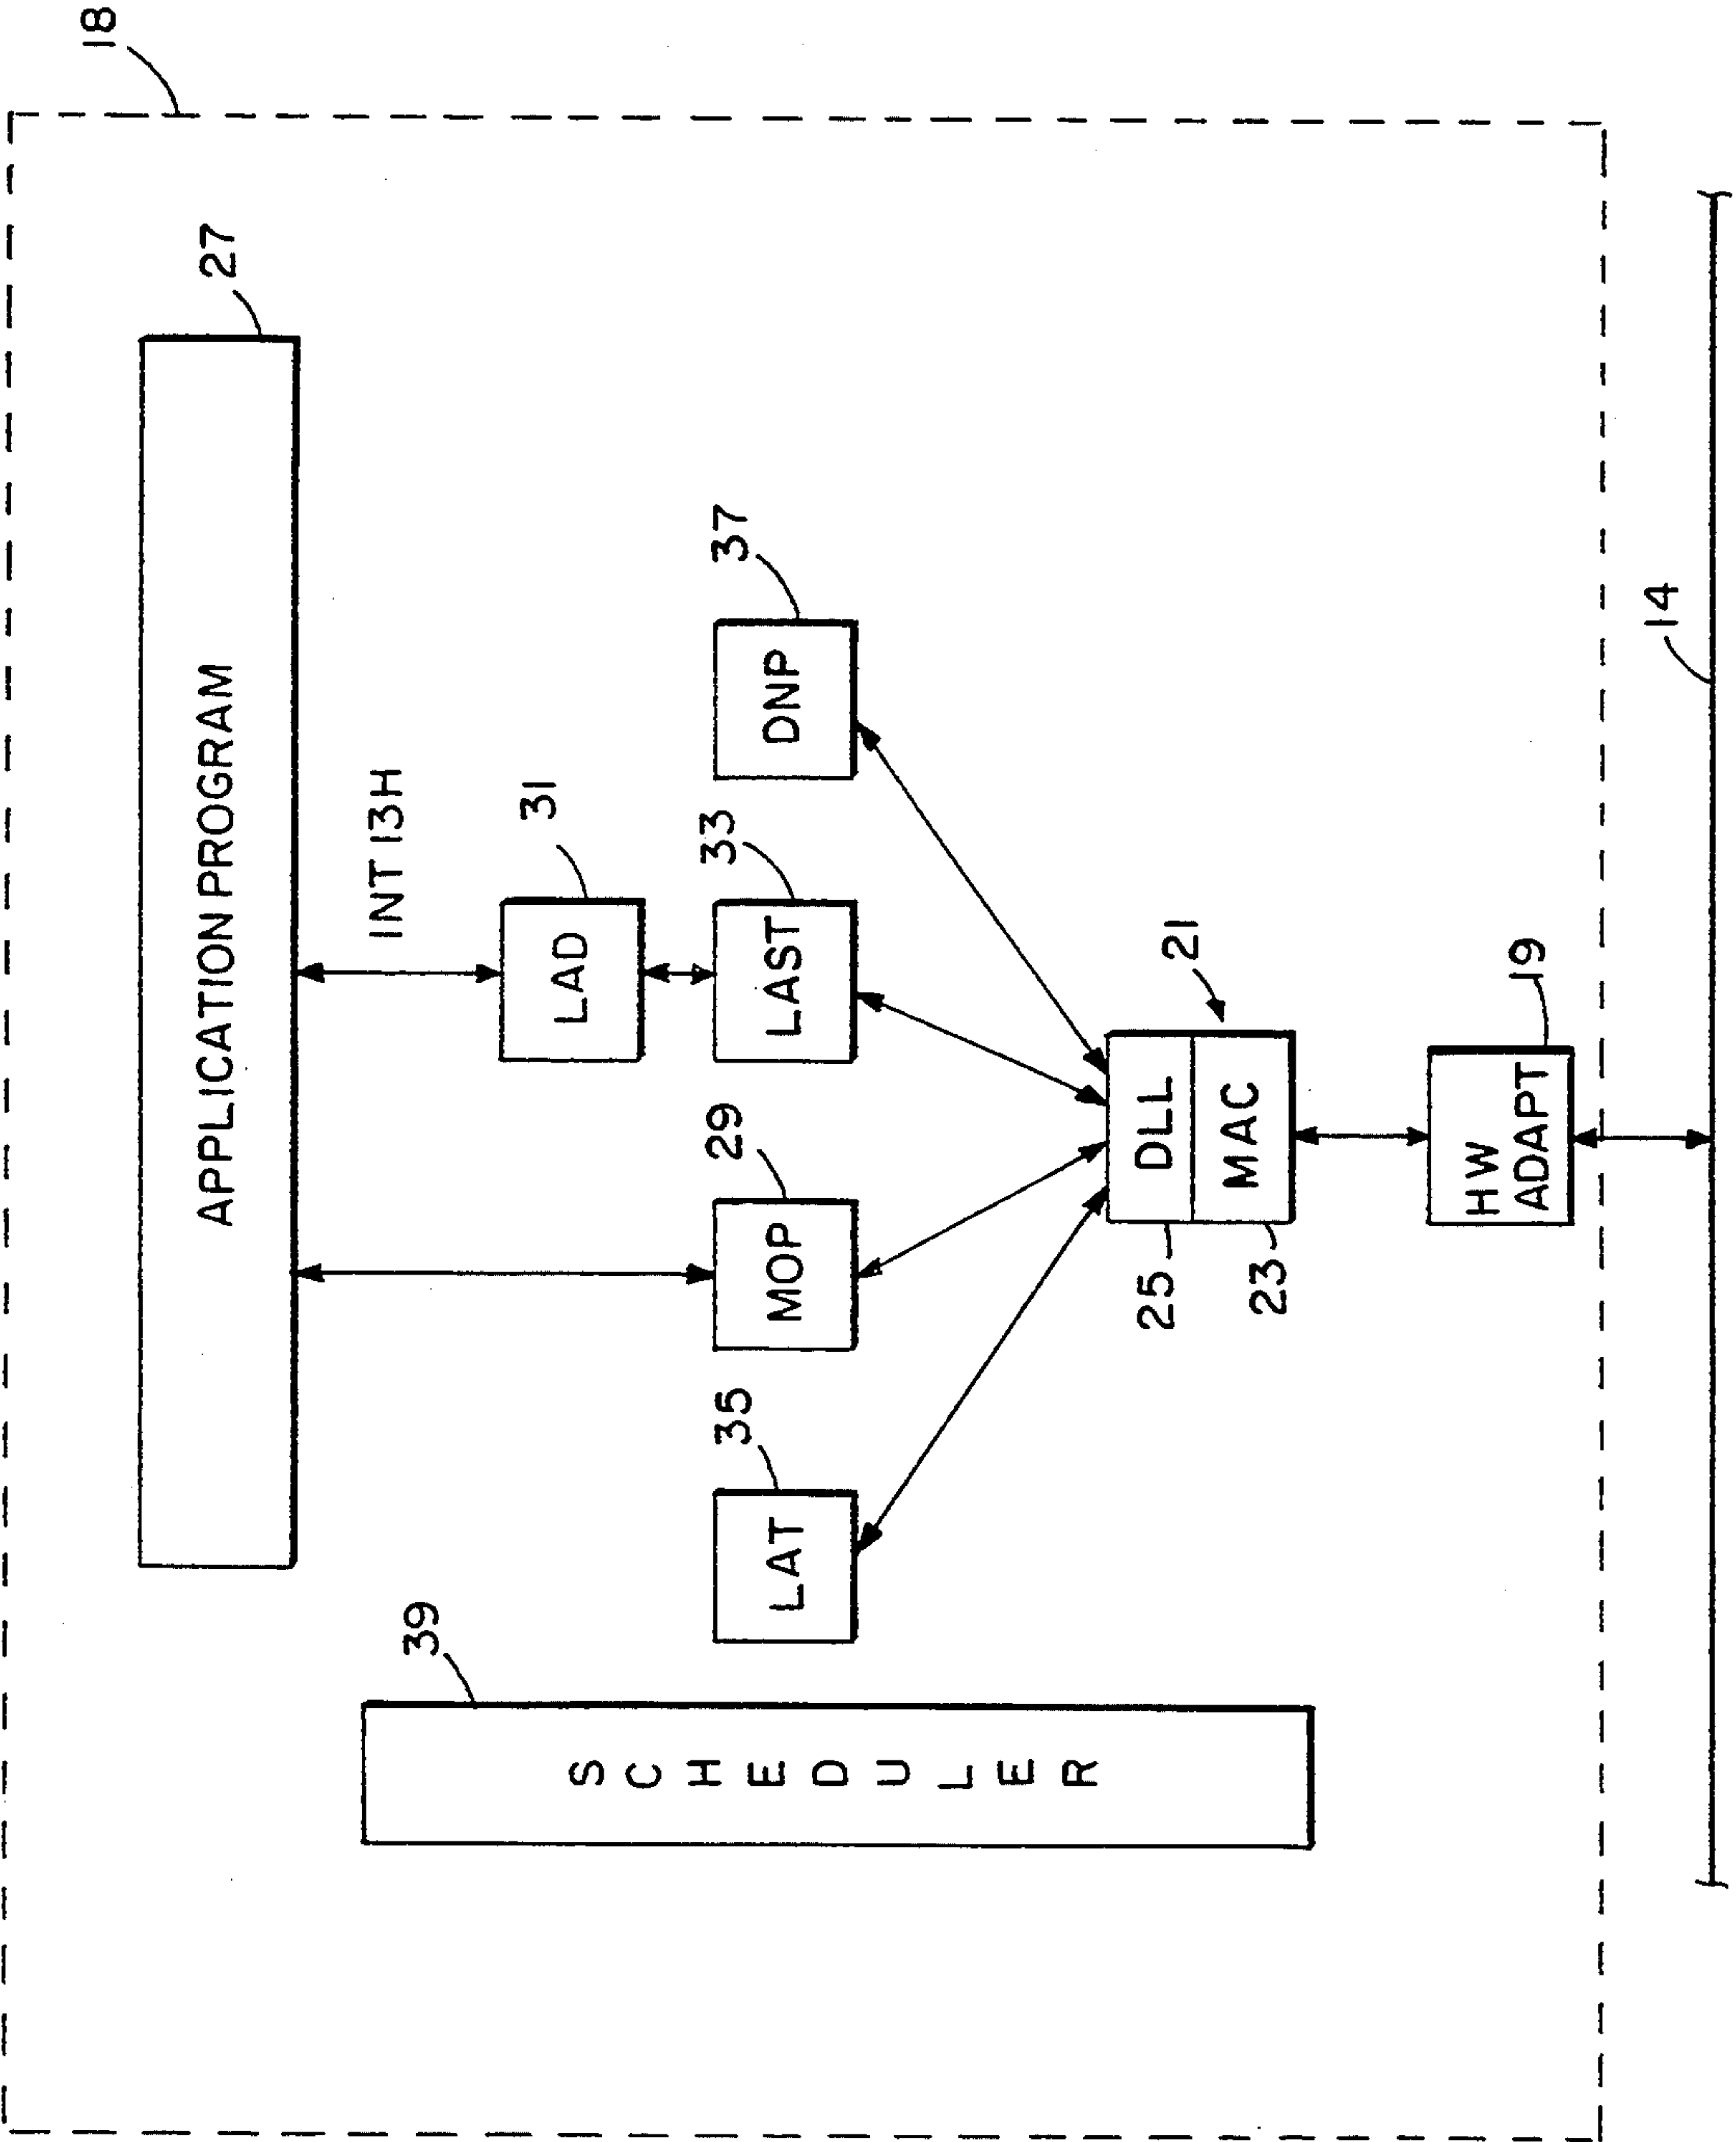 18
27
APPLICATION PROGRAM
INT 13H
31
LAD
39
35
29
33
37
LAT
MOP
LAST
DNP
SCHEDULER
21
DLL
MAC
25
23
19
HW
ADAPT
14